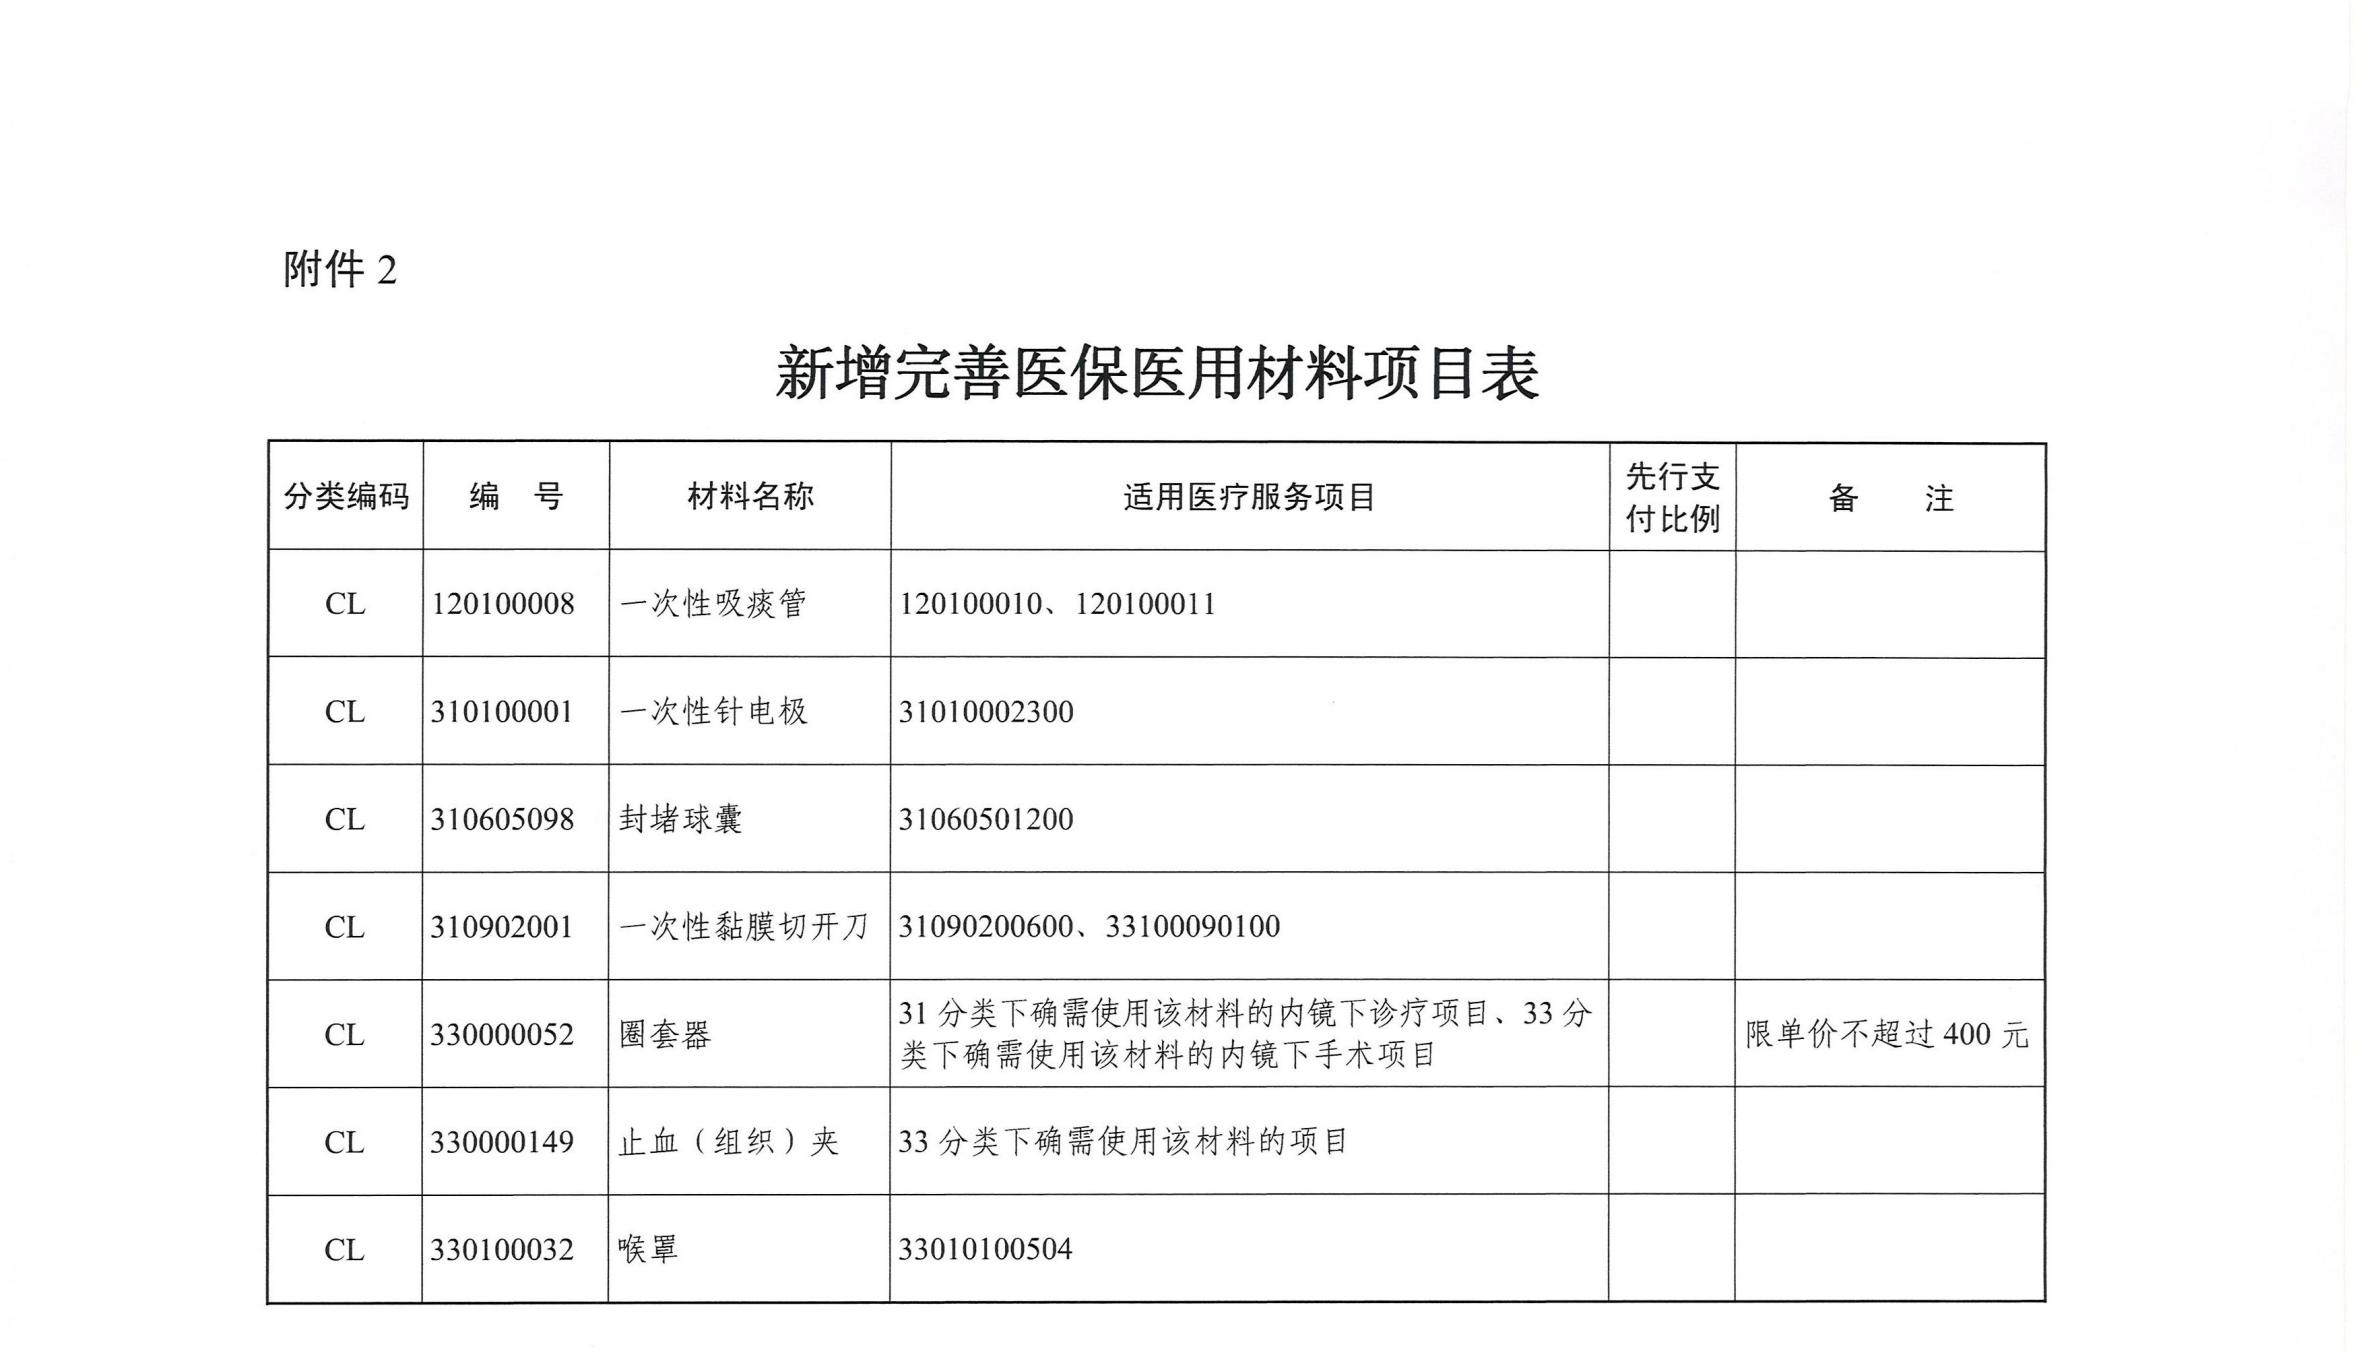 附件 2
新增完善医保医用材料项目表
分类编码 编 号 材料名称 适用医疗服务项目 先行支付比例 备 注
CL 120100008 一次性吸痰管 120100010、120100011
CL 310100001 一次性针电极 31010002300
CL 310605098 封堵球囊 31060501200
CL 310902001 一次性黏膜切开刀 31090200600、33100090100
CL 330000052 圈套器 31 分类下确需使用该材料的内镜下诊疗项目、33 分类下确需使用该材料的内镜下手术项目 限单价不超过 400 元
CL 330000149 止血（组织）夹 33 分类下确需使用该材料的项目
CL 330100032 喉罩 33010100504